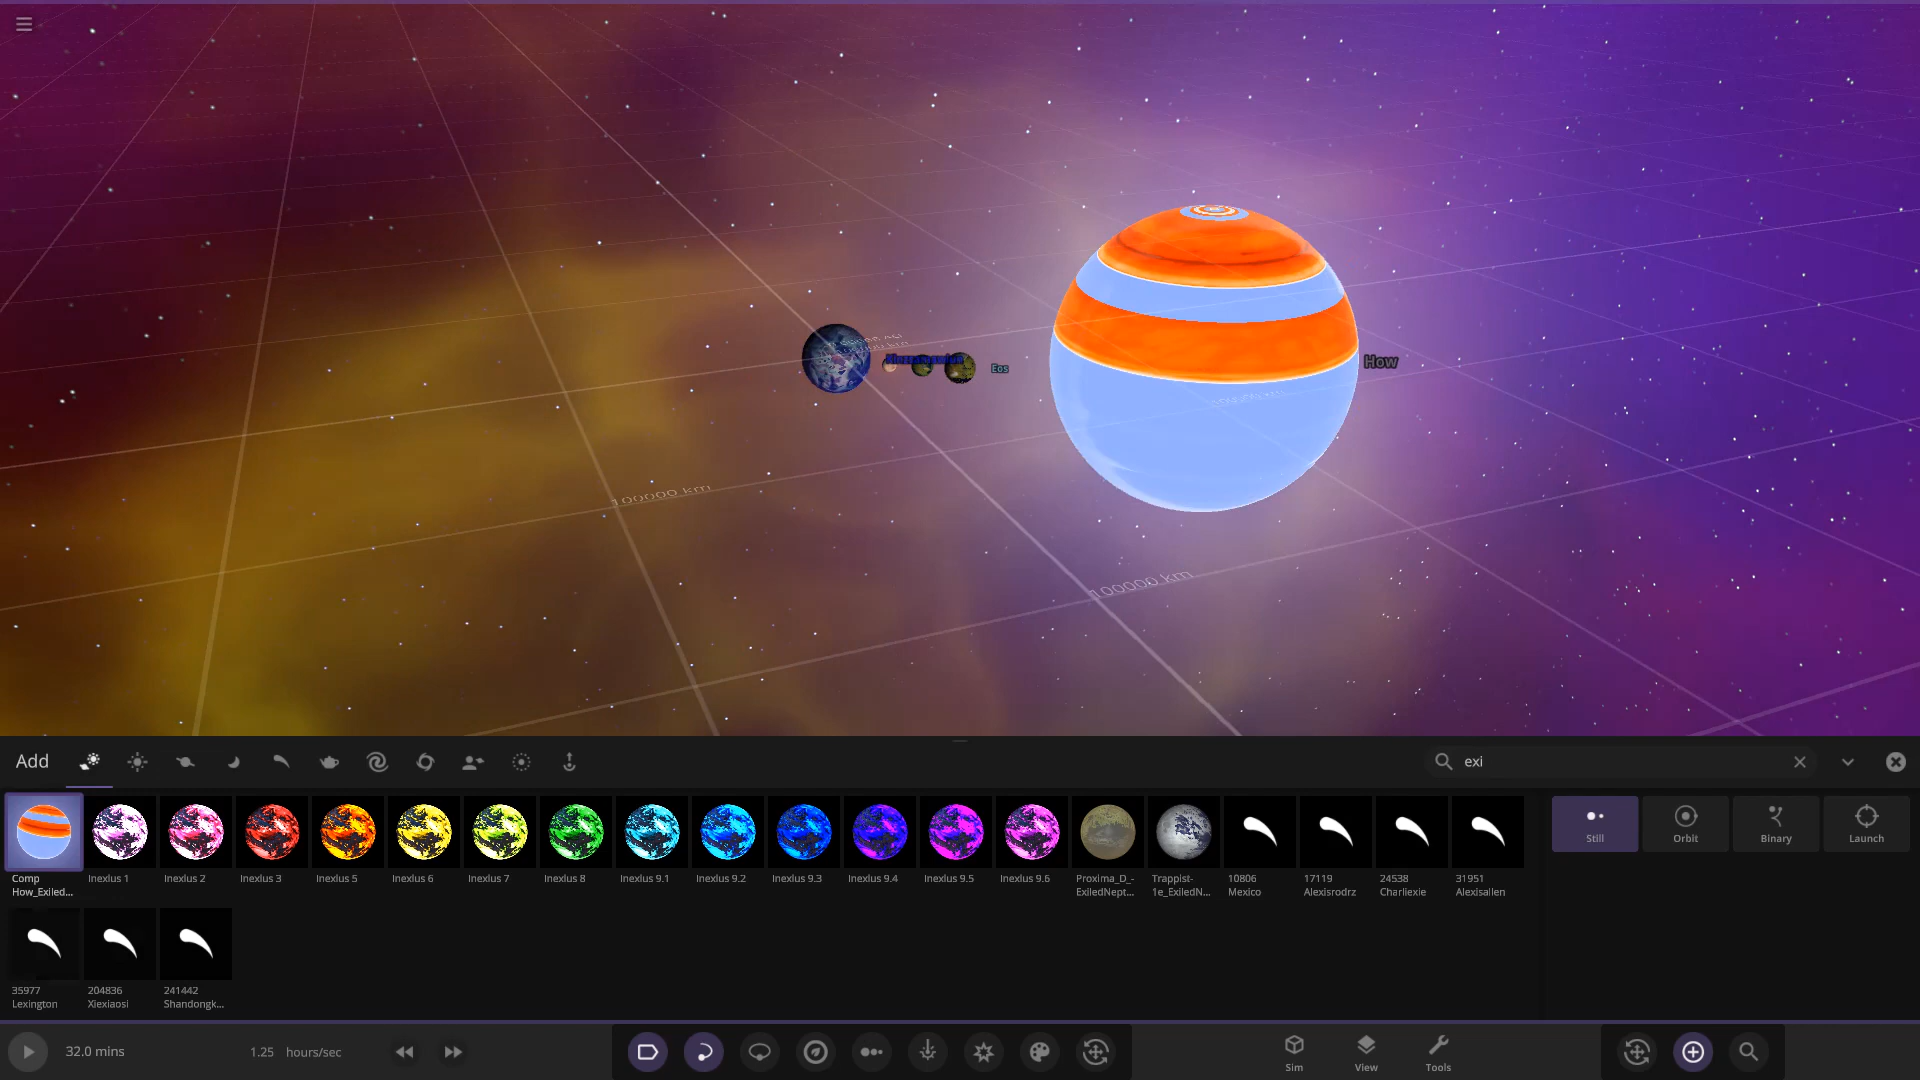 How
Eos
100000 km
100000 km
Add
exi
Comp
How_Exiled...
Inexlus 1
Inexlus 2
Inexlus 3
Inexlus 5
Inexlus 6
Inexlus 7
Inexlus 8
Inexlus 9.1
Inexlus 9.2
Inexlus 9.3
Inexlus 9.4
Inexlus 9.5
Inexlus 9.6
Proxima_D_-
ExiledNept...
Trappist-
1e_ExiledN...
10806
Mexico
17119
Alexisrodrz
24538
Charliexie
31951
Alexisallen
Still
Orbit
Binary
Launch
35977
Lexington
204836
Xiexiaosi
241442
Shandongk...
32.0 mins
1.25 hours/sec
Sim
View
Tools